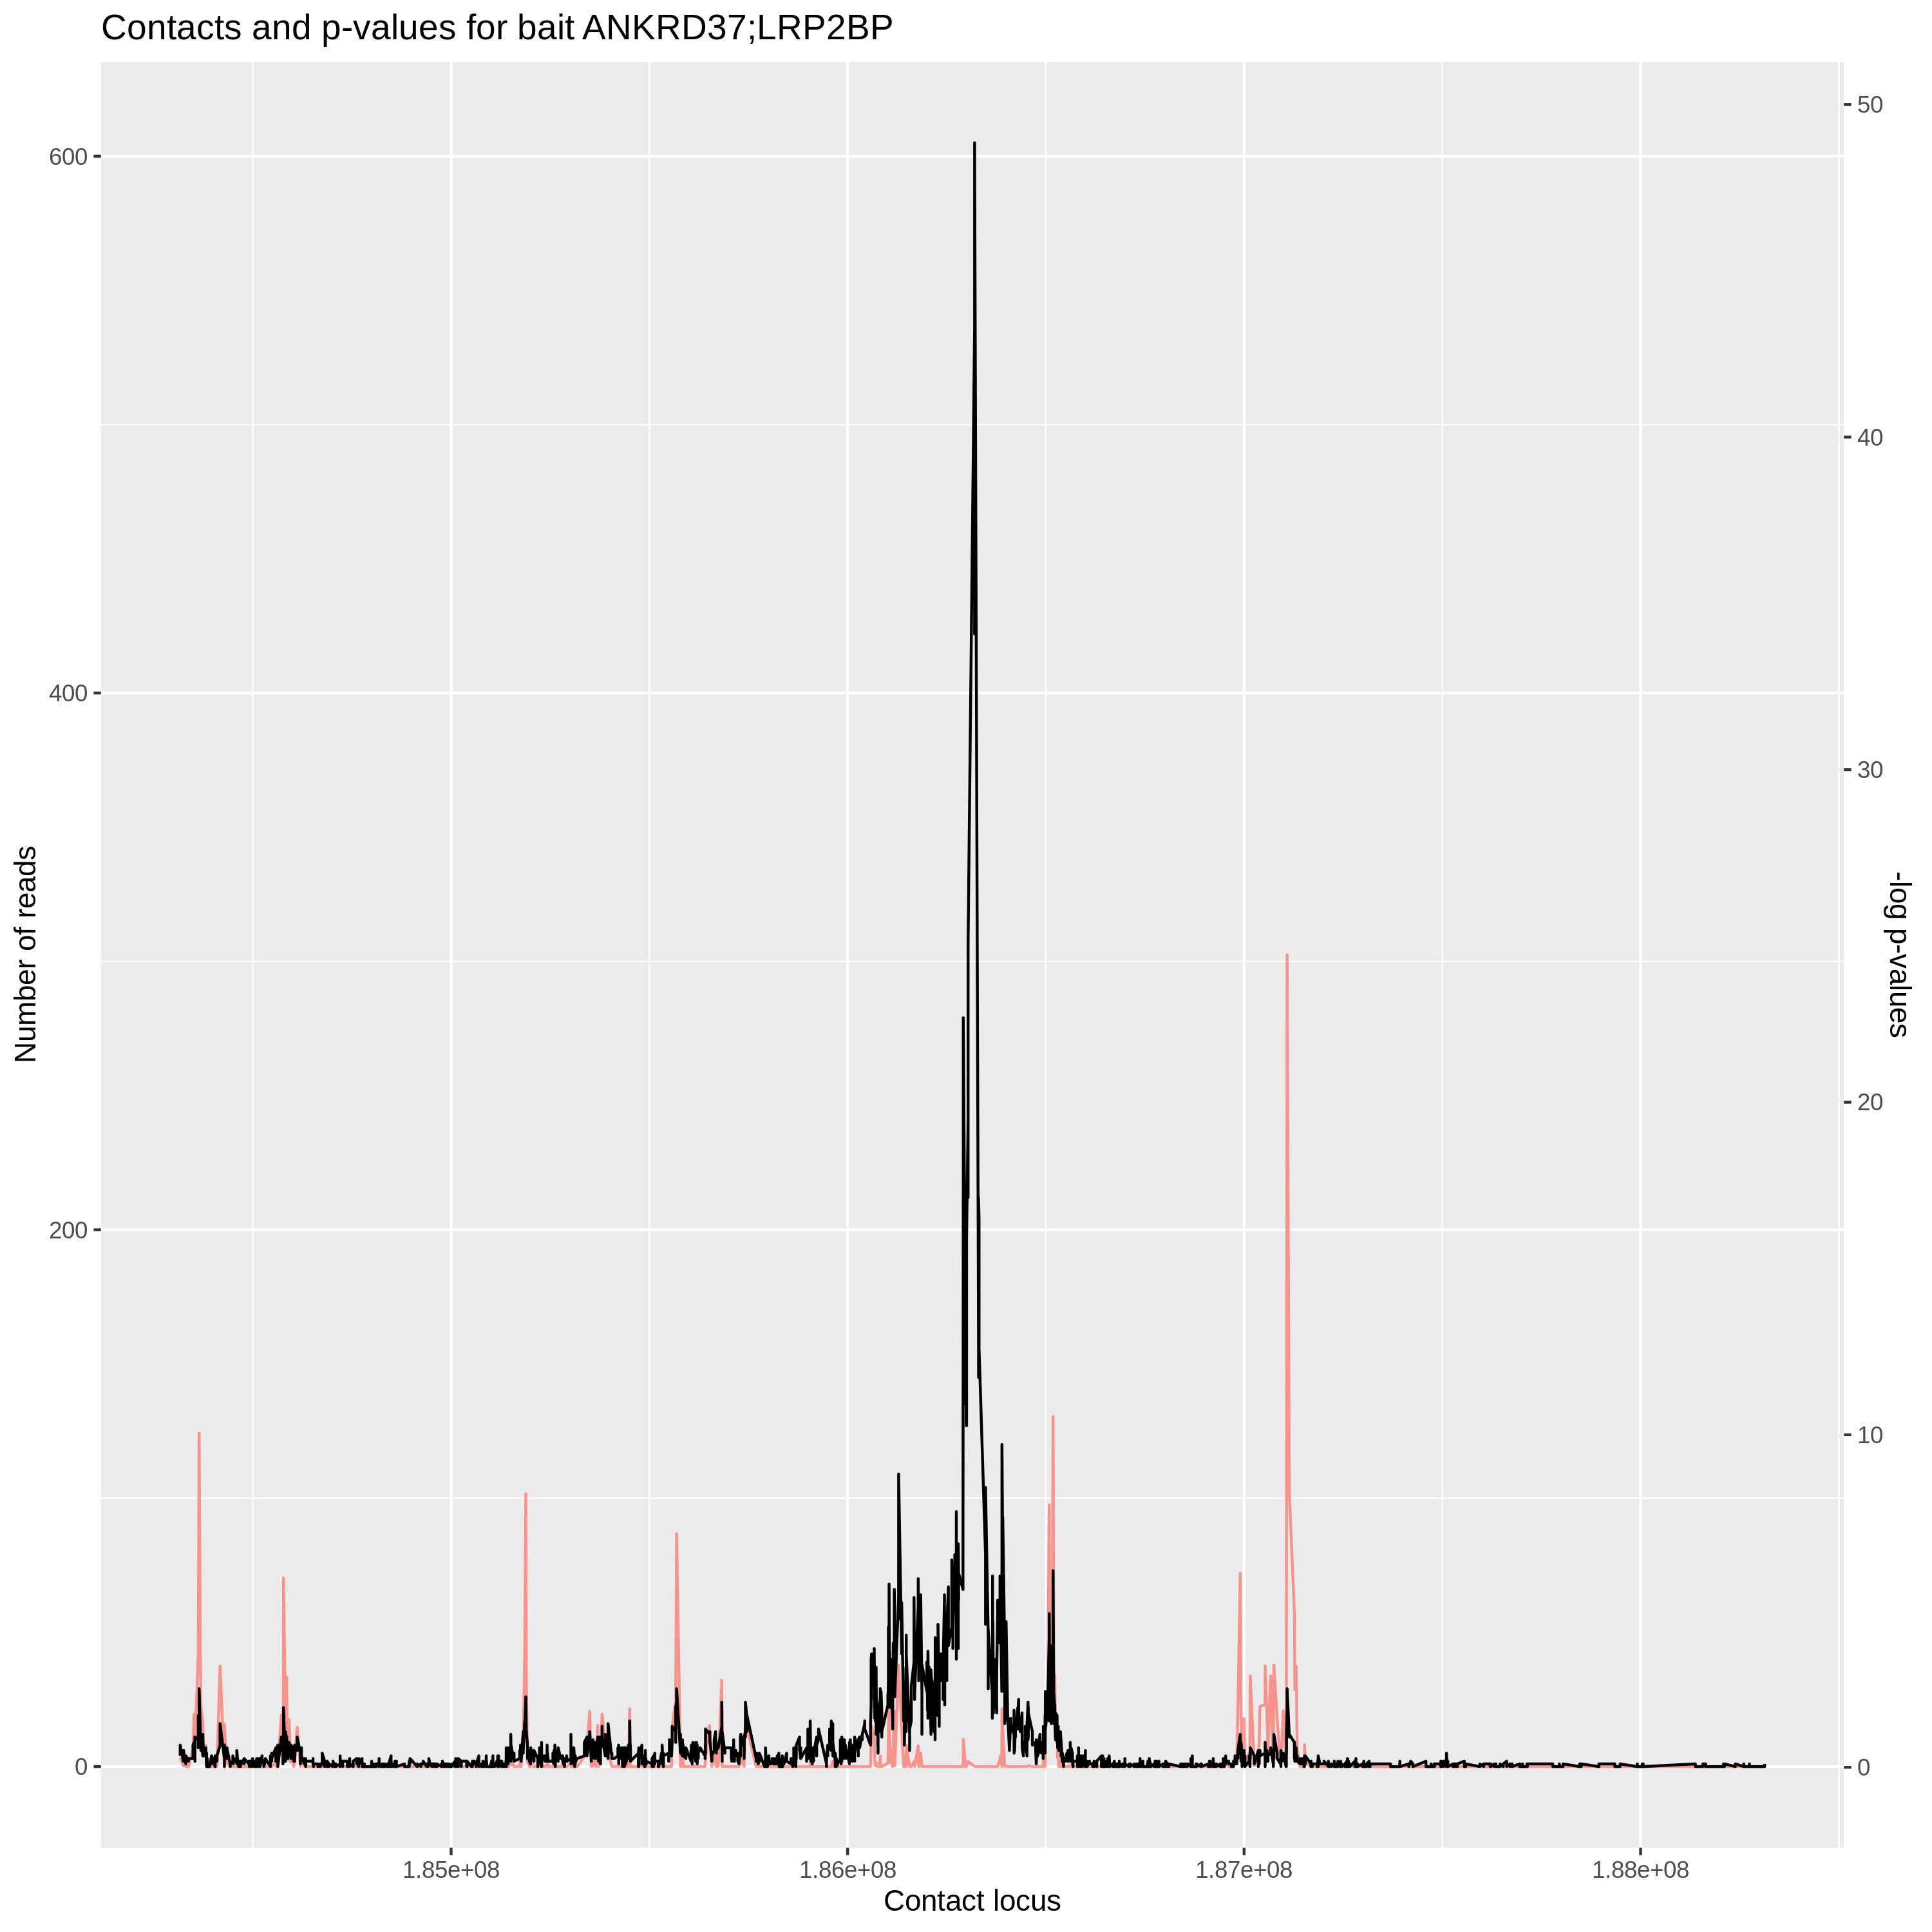 Contacts and p-values for bait ANKRD37;LRP2BP
600
400
200
0
Number of reads
50
40
30
20
10
0
-log p-values
1.85e+08 1.86e+08 1.87e+08 1.88e+08
Contact locus